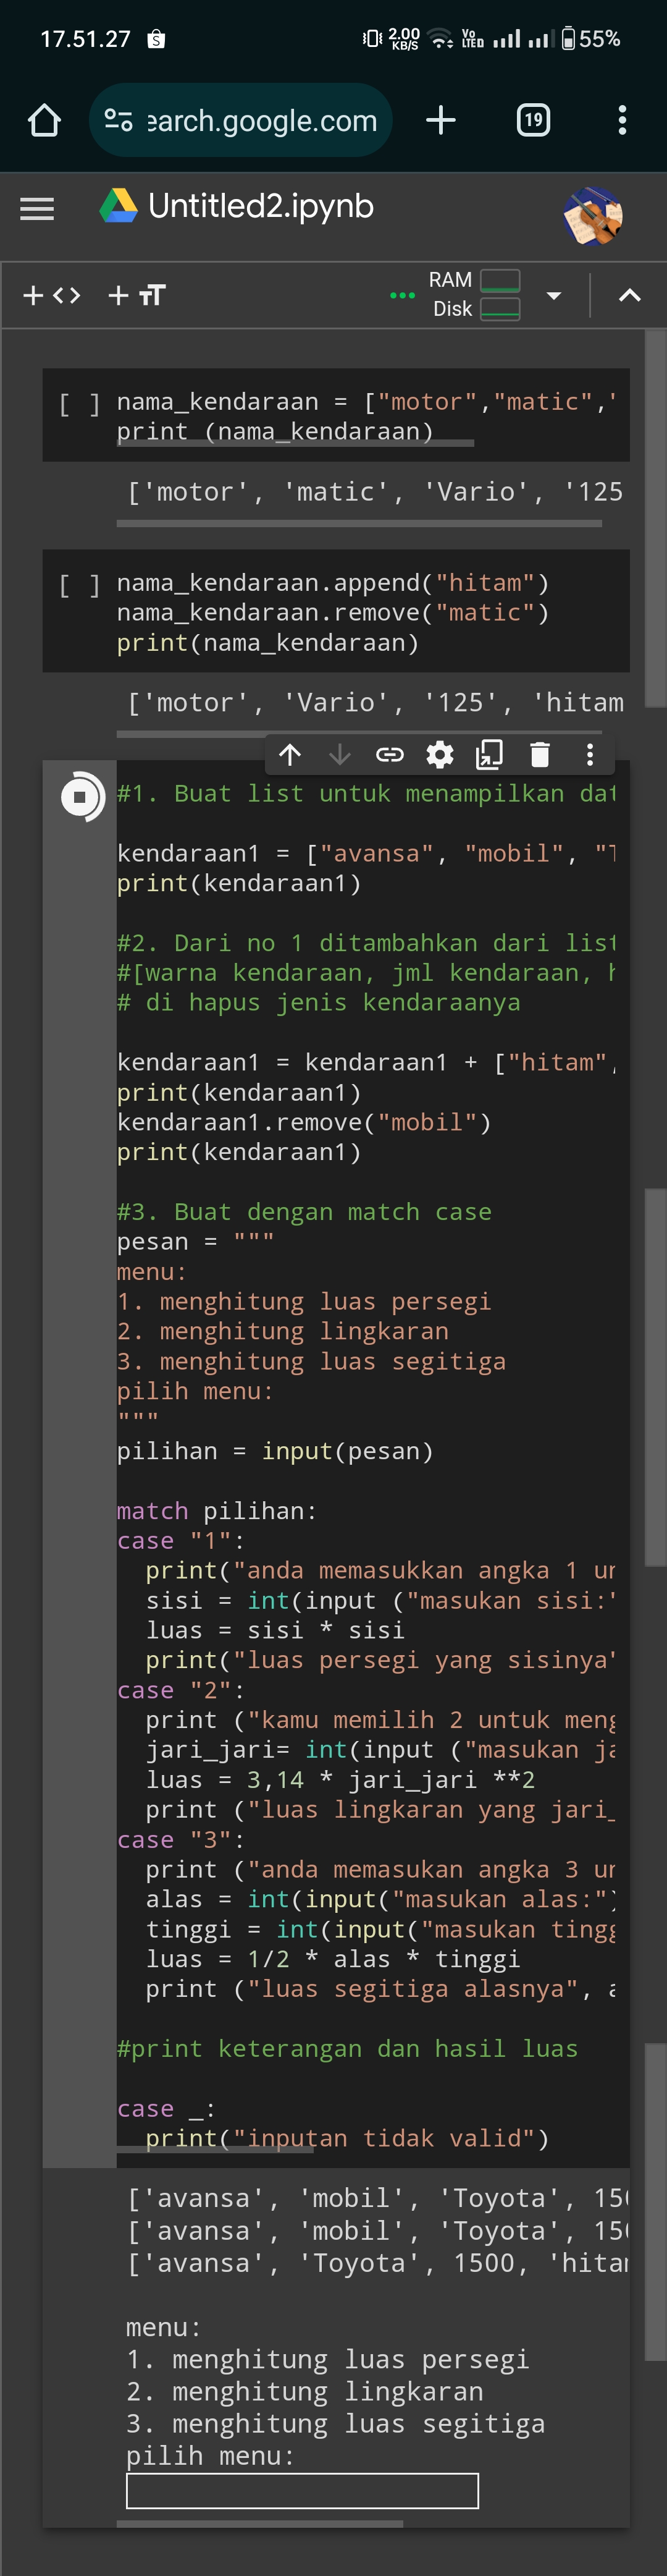 17.51.27
2.00 KB/S Vo LTED 55%
earch.google.com
19
Untitled2.ipynb
RAM
Disk
[ ] nama_kendaraan = ["motor","matic",'
print (nama_kendaraan)
['motor', 'matic', 'Vario', '125
[ ] nama_kendaraan.append("hitam")
nama_kendaraan.remove("matic")
print(nama_kendaraan)
['motor', 'Vario', '125', 'hitam
#1. Buat list untuk menampilkan dat
kendaraan1 = ["avansa", "mobil", "T
print(kendaraan1)
#2. Dari no 1 ditambahkan dari list
#[warna kendaraan, jml kendaraan, h
# di hapus jenis kendaraanya
kendaraan1 = kendaraan1 + ["hitam",
print(kendaraan1)
kendaraan1.remove("mobil")
print(kendaraan1)
#3. Buat dengan match case
pesan = """
menu:
1. menghitung luas persegi
2. menghitung lingkaran
3. menghitung luas segitiga
pilih menu:
"""
pilihan = input(pesan)
match pilihan:
case "1":
print("anda memasukkan angka 1 un
sisi = int(input ("masukan sisi:"
luas = sisi * sisi
print("luas persegi yang sisinya"
case "2":
print ("kamu memilih 2 untuk meng
jari_jari= int(input ("masukan ja
luas = 3,14 * jari_jari **2
print ("luas lingkaran yang jari_
case "3":
print ("anda memasukan angka 3 un
alas = int(input("masukan alas:")
tinggi = int(input("masukan tingg
luas = 1/2 * alas * tinggi
print ("luas segitiga alasnya", a
#print keterangan dan hasil luas
case _:
print("inputan tidak valid")
['avansa', 'mobil', 'Toyota', 150
['avansa', 'mobil', 'Toyota', 150
['avansa', 'Toyota', 1500, 'hitam
menu:
1. menghitung luas persegi
2. menghitung lingkaran
3. menghitung luas segitiga
pilih menu: